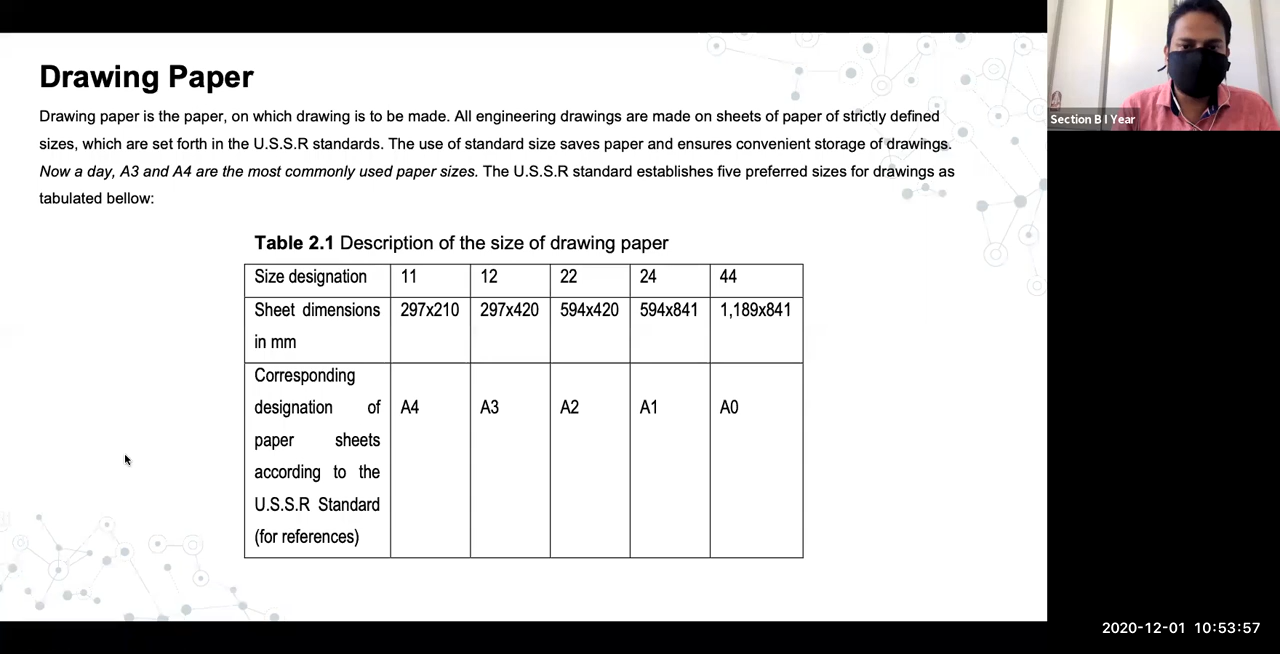 Drawing Paper
Drawing paper is the paper, on which drawing is to be made. All engineering drawings are made on sheets of paper of strictly defined
sizes, which are set forth in the U.S.S.R standards. The use of standard size saves paper and ensures convenient storage of drawings.
Now a day, A3 and A4 are the most commonly used paper sizes. The U.S.S.R standard establishes five preferred sizes for drawings as
tabulated bellow:
Table 2.1 Description of the size of drawing paper
Size designation 11 12 22 24 44
Sheet dimensions 297x210 297x420 594x420 594x841 1,189x841
in mm
Corresponding
designation of A4 A3 A2 A1 A0
paper sheets
according to the
U.S.S.R Standard
(for references)
Section B I Year
2020-12-01 10:53:57